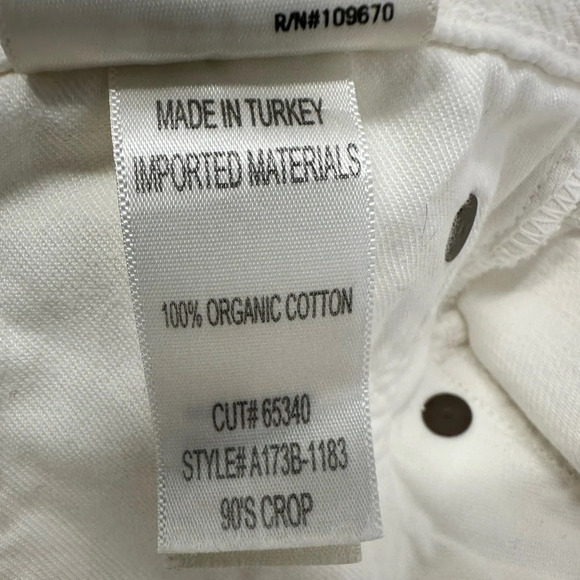 R/N#109670
MADE IN TURKEY
IMPORTED MATERIALS
100% ORGANIC COTTON
CUT# 65340
STYLE# A173B-1183
90'S CROP